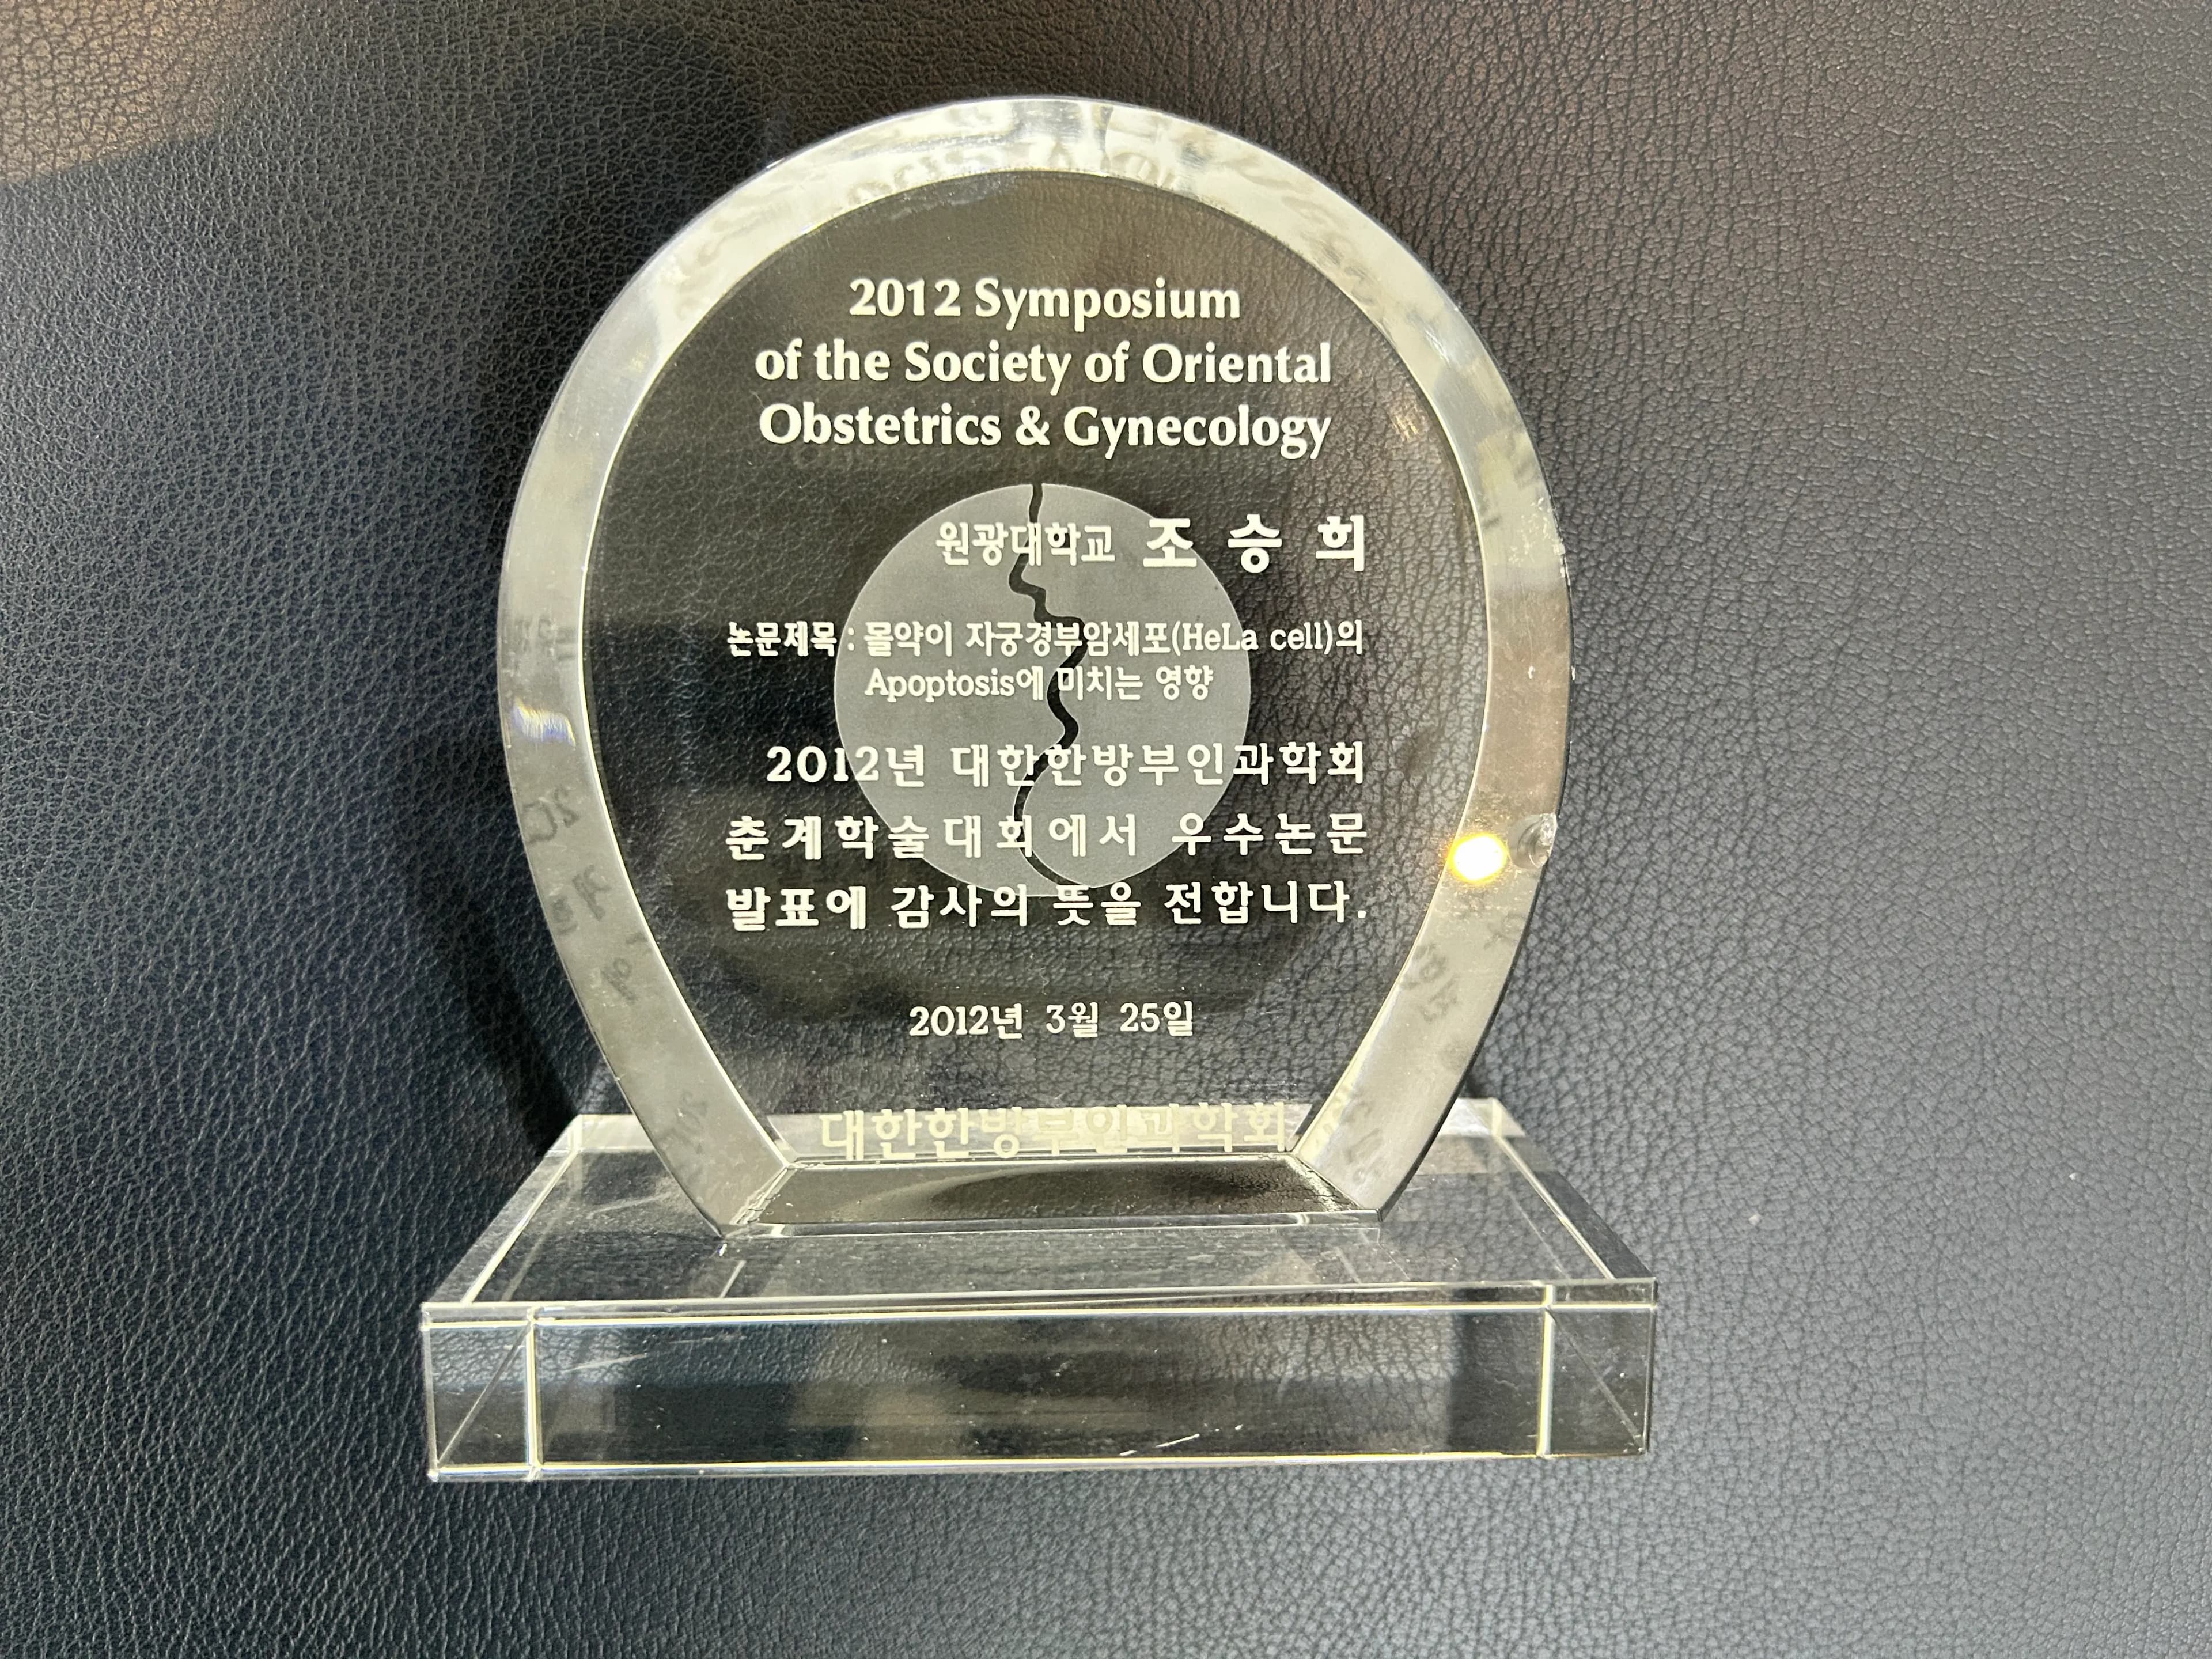 2012 Symposium
of the Society of Oriental
Obstetrics & Gynecology
원광대학교 조 승 희
논문제목 : 몰약이 자궁경부암세포(HeLa cell)의
Apoptosis에 미치는 영향
2012년 대한한방부인과학회
춘계학술대회에서 우수논문
발표에 감사의 뜻을 전합니다.
2012년 3월 25일
대한한방부인과학회